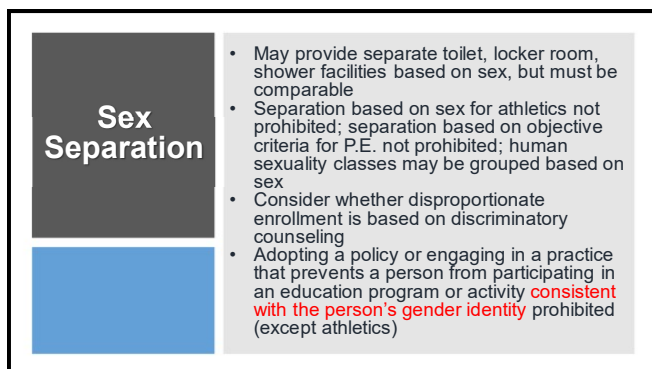 Sex
Separation
• May provide separate toilet, locker room,
shower facilities based on sex, but must be
comparable
• Separation based on sex for athletics not
prohibited; separation based on objective
criteria for P.E. not prohibited; human
sexuality classes may be grouped based on
sex
• Consider whether disproportionate
enrollment is based on discriminatory
counseling
• Adopting a policy or engaging in a practice
that prevents a person from participating in
an education program or activity consistent
with the person’s gender identity prohibited
(except athletics)